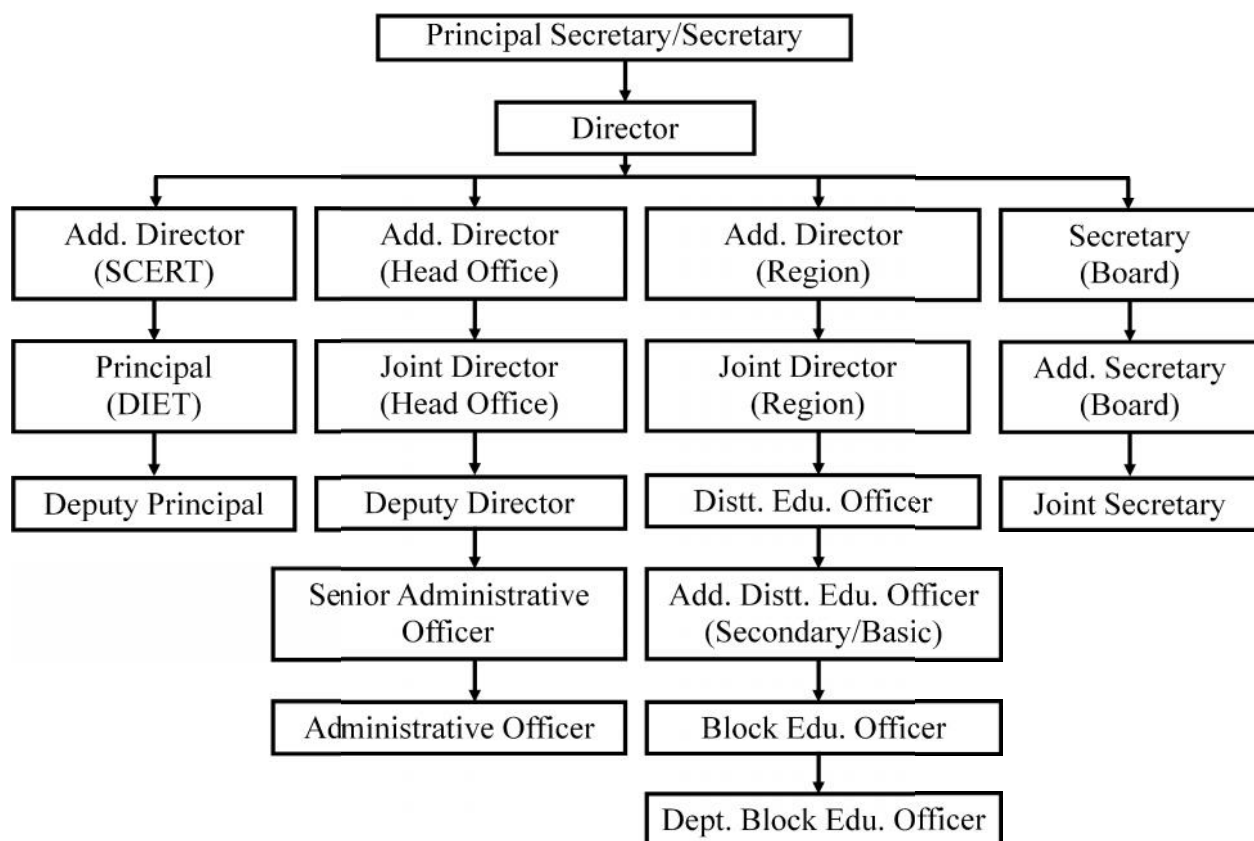 Principal Secretary/Secretary
Director
Add. Director
(SCERT)
Add. Director
(Head Office)
Add. Director
(Region)
Secretary
(Board)
Principal
(DIET)
Joint Director
(Head Office)
Joint Director
(Region)
Add. Secretary
(Board)
Deputy Principal
Deputy Director
Distt. Edu. Officer
Joint Secretary
Senior Administrative
Officer
Add. Distt. Edu. Officer
(Secondary/Basic)
Administrative Officer
Block Edu. Officer
Dept. Block Edu. Officer